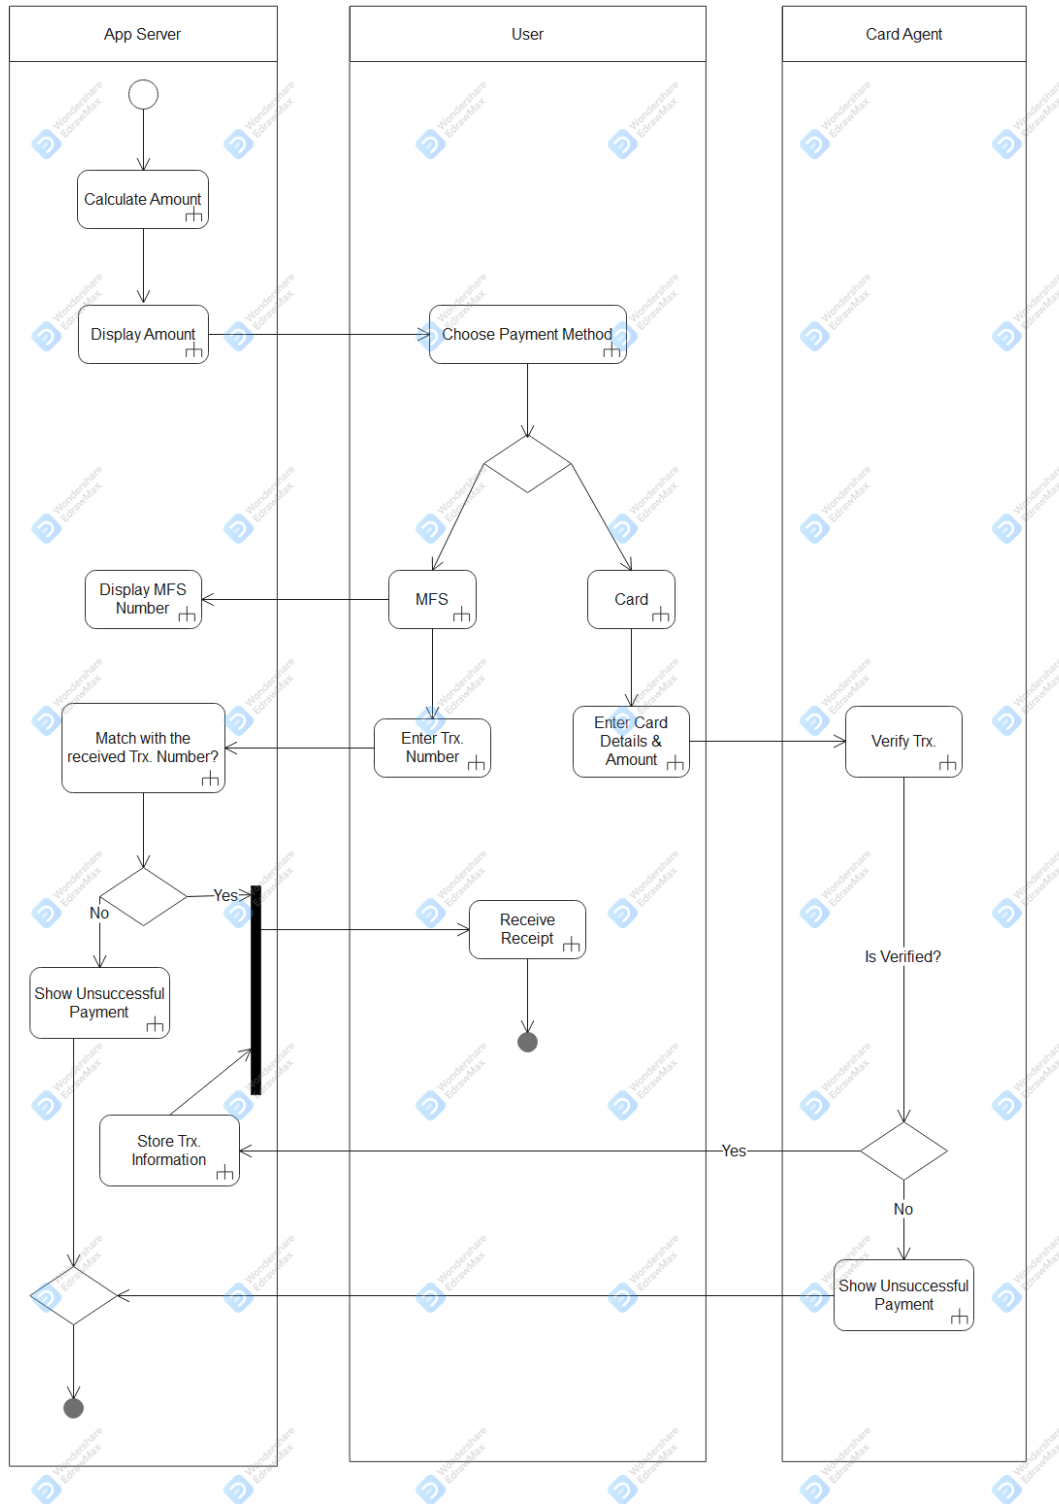 App Server
User
Card Agent
Calculate Amount
Display Amount
Choose Payment Method
Display MFS
Number
MFS
Card
Match with the
received Trx. Number?
Enter Trx.
Number
Enter Card
Details &
Amount
Verify Trx.
Yes
No
Receive
Receipt
Is Verified?
Show Unsuccessful
Payment
Store Trx.
Information
Yes
No
Show Unsuccessful
Payment
Wondershare
EdrawMax